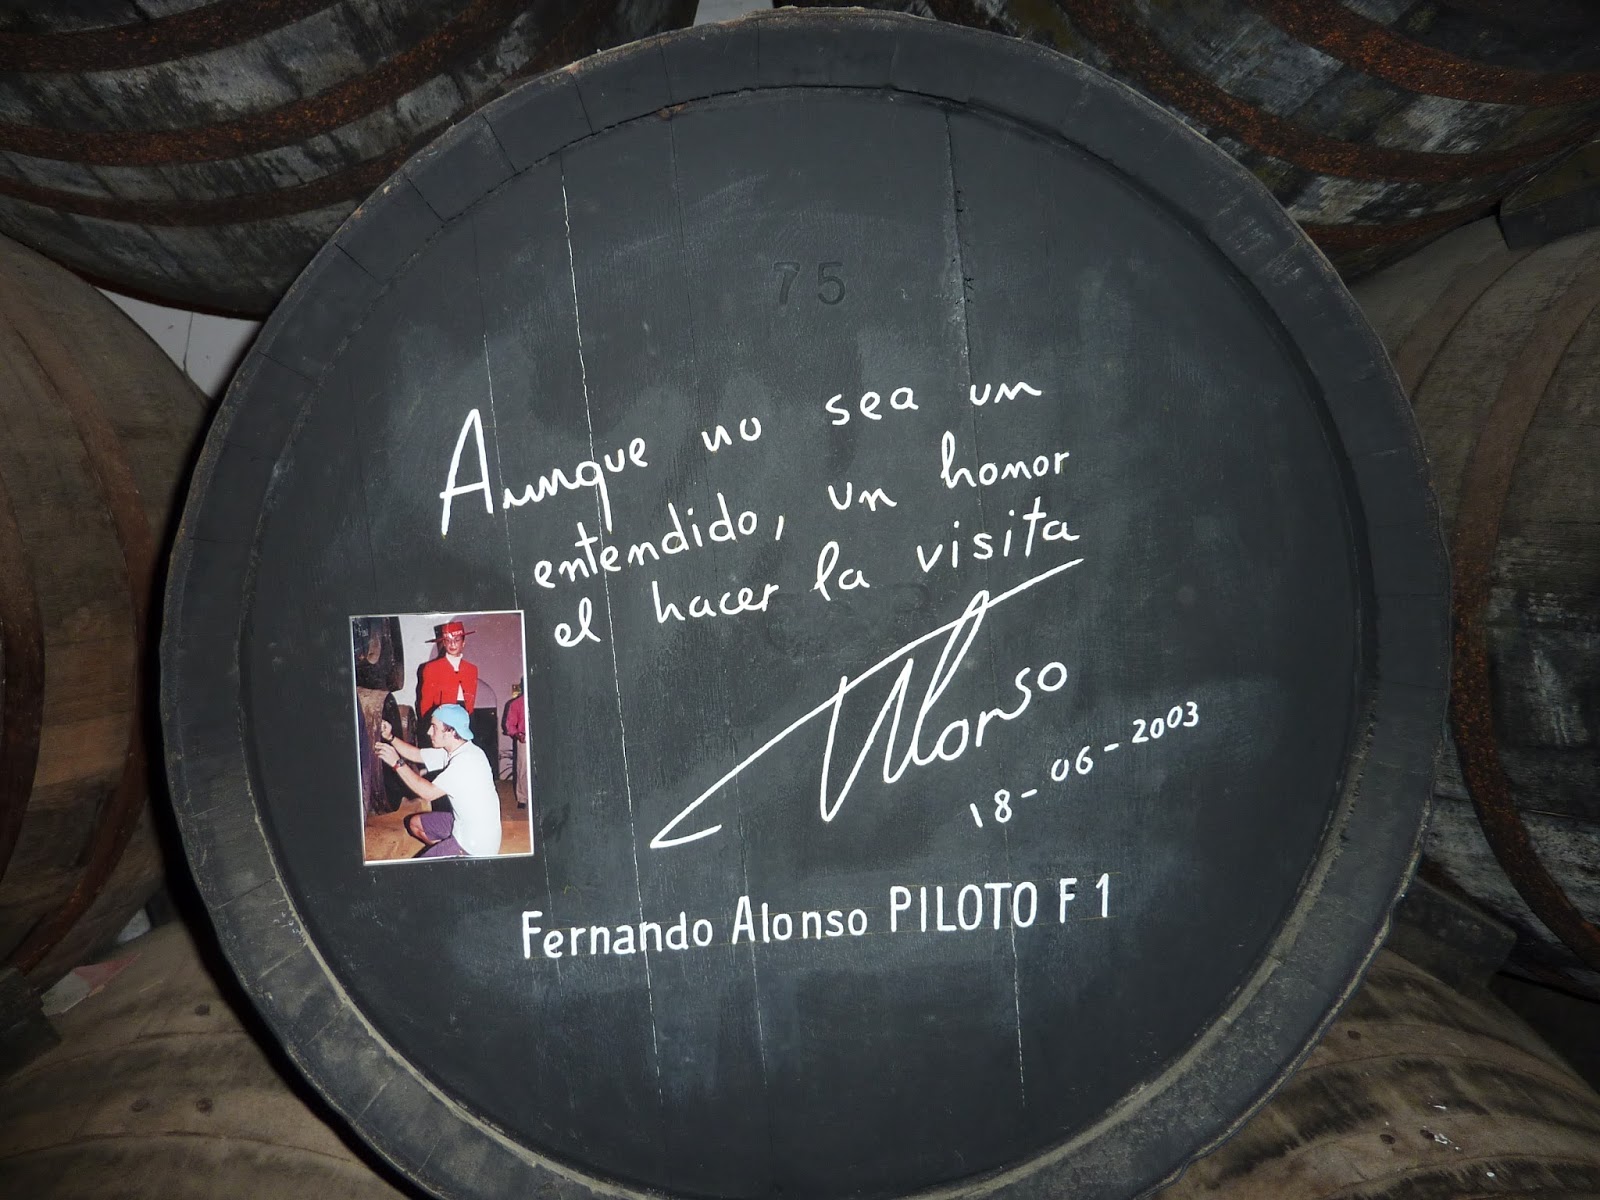 75
Aunque no sea un
entendido, un honor
el hacer la visita
Alonso
18-06-2003
Fernando Alonso PILOTO F 1